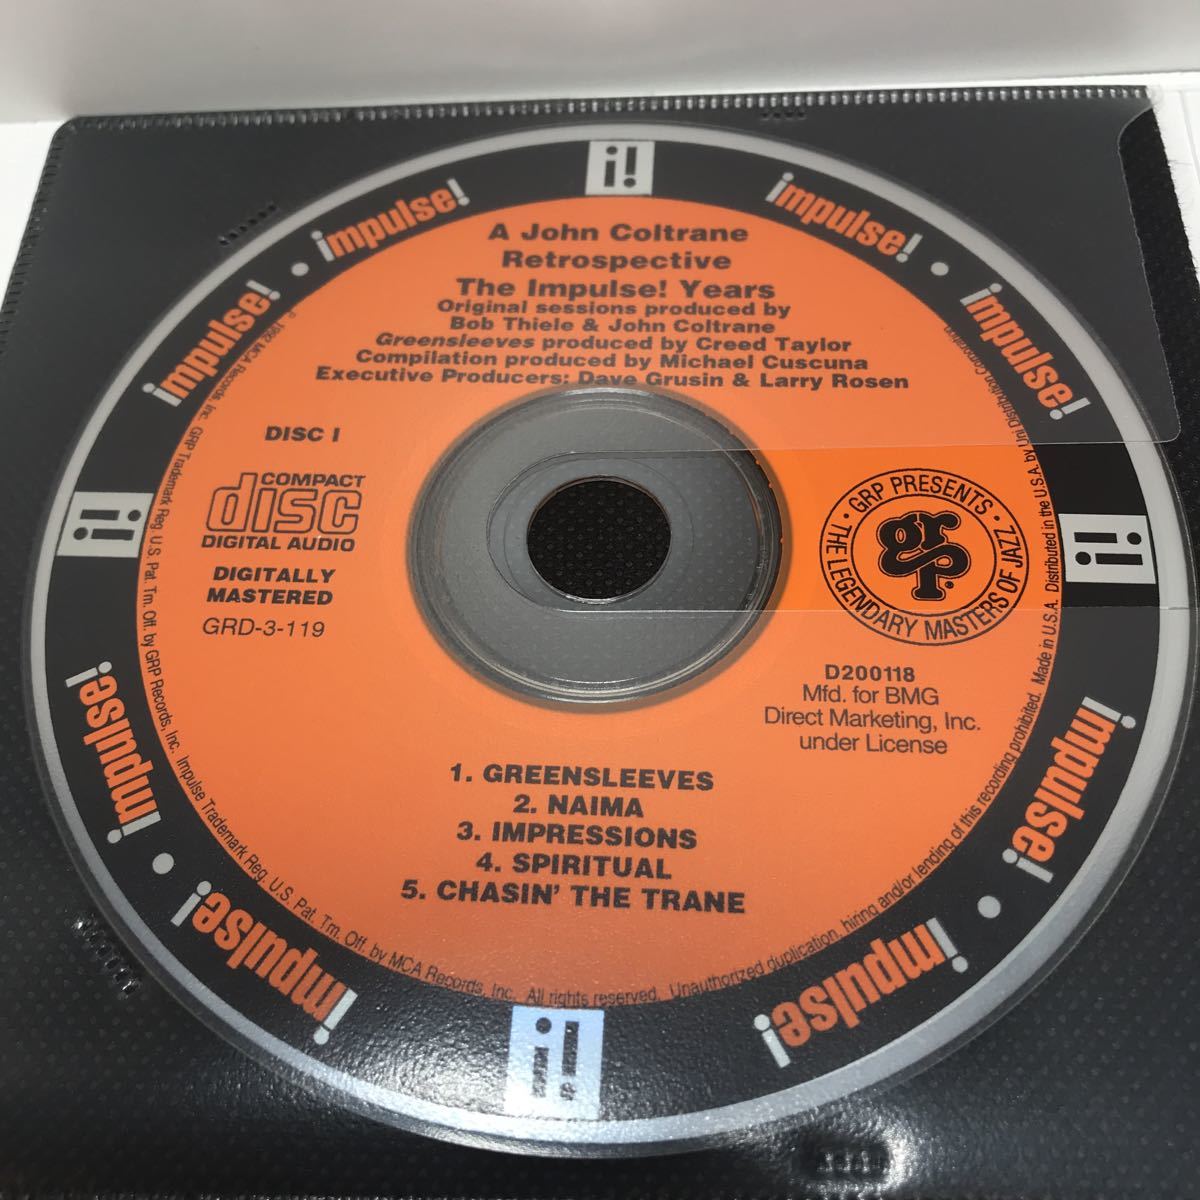 i!
impulse! • impulse!
impulse! • impulse!
A John Coltrane
Retrospective
The Impulse! Years
Original sessions produced by
Bob Thiele & John Coltrane
Greensleeves produced by Creed Taylor
Compilation produced by Michael Cuscuna
Executive Producers: Dave Grusin & Larry Rosen
DISC I
COMPACT
disc
DIGITAL AUDIO
DIGITALLY
MASTERED
GRD-3-119
GRP PRESENTS
• THE LEGENDARY MASTERS OF JAZZ •
grp
D200118
Mfd. for BMG
Direct Marketing, Inc.
under License
1. GREENSLEEVES
2. NAIMA
3. IMPRESSIONS
4. SPIRITUAL
5. CHASIN' THE TRANE
℗ 1992 MCA Records, Inc. GRP Trademark Reg. U.S. Pat. Tm. Off. by GRP Records, Inc. Impulse Trademark Reg. U.S. Pat. Tm. Off. by MCA Records, Inc. All rights reserved. Unauthorized duplication, hiring and/or lending of this recording prohibited. Made in U.S.A. Distributed in the U.S.A. by Uni Distribution Corporation
i!
i!
impulse! • impulse!
impulse! • impulse!
i!